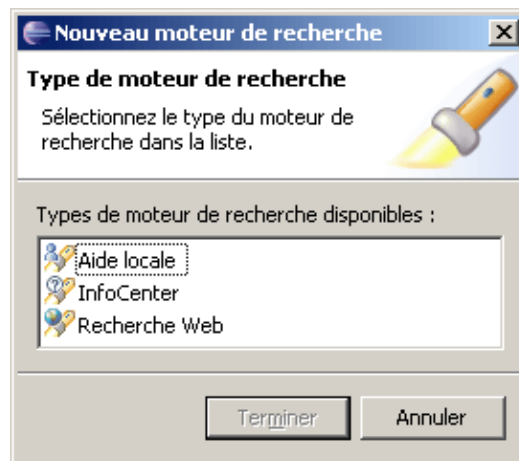 Nouveau moteur de recherche
Type de moteur de recherche
Sélectionnez le type du moteur de
recherche dans la liste.
Types de moteur de recherche disponibles :
Aide locale
InfoCenter
Recherche Web
Terminer
Annuler